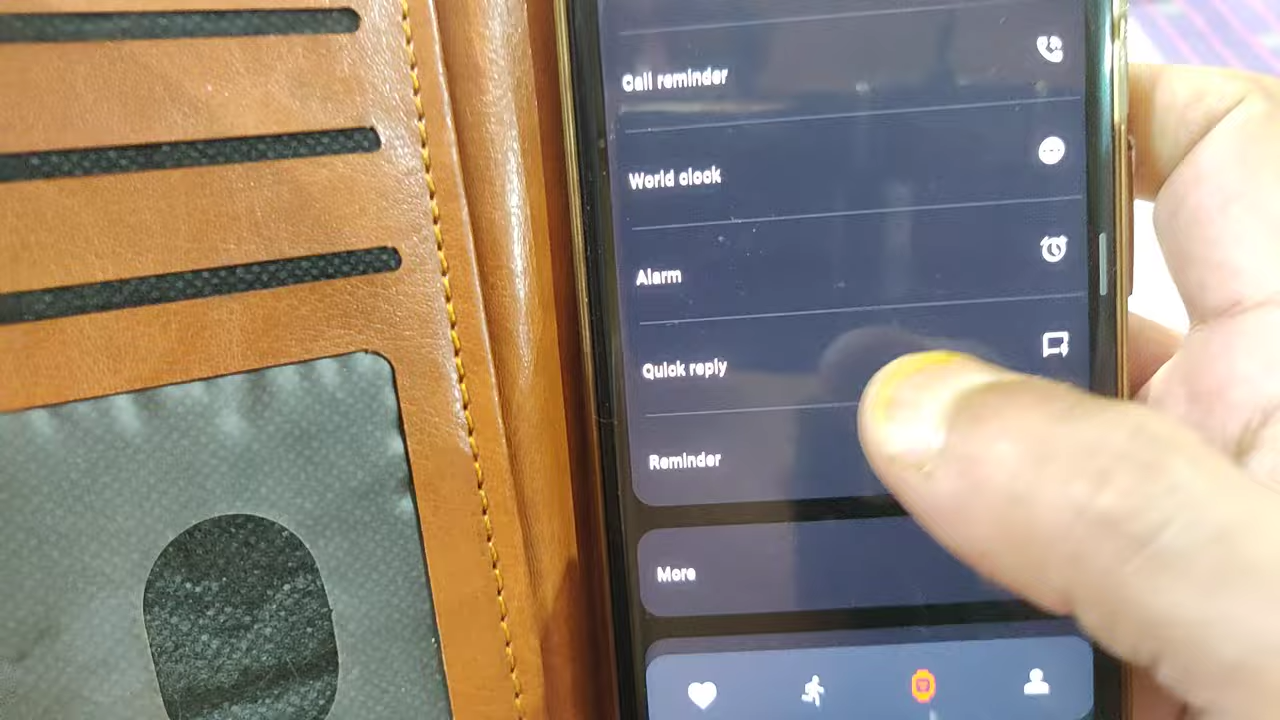 Call reminder
World clock
Alarm
Quick reply
Reminder
More